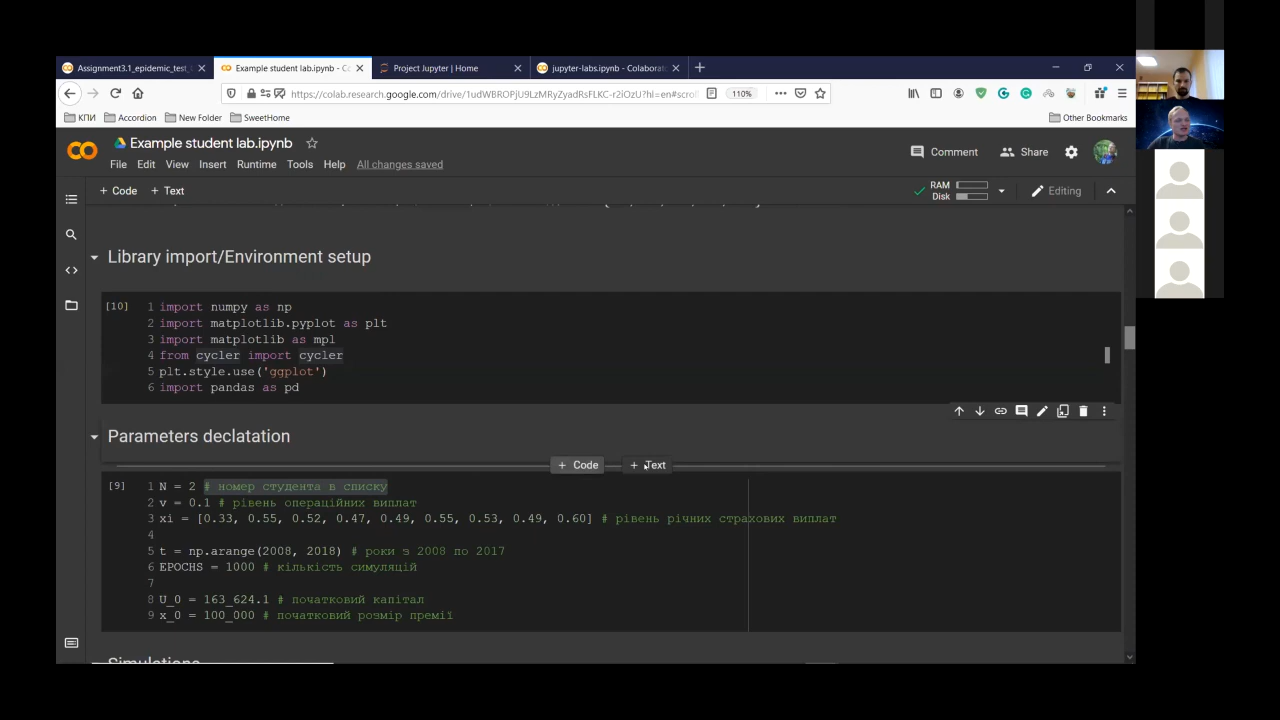 Assignment3.1_epidemic_test_
Example student lab.ipynb - Co
Project Jupyter | Home
jupyter-labs.ipynb - Colaborato
https://colab.research.google.com/drive/1udWBROPjU9LzMRyZyadRsFLKC-r2iOzU?hl=en#scrol
110%
КПИ
Accordion
New Folder
SweetHome
Other Bookmarks
Example student lab.ipynb
File Edit View Insert Runtime Tools Help All changes saved
Comment
Share
+ Code + Text
RAM
Disk
Editing
Library import/Environment setup
[10]
1 import numpy as np
2 import matplotlib.pyplot as plt
3 import matplotlib as mpl
4 from cycler import cycler
5 plt.style.use('ggplot')
6 import pandas as pd
Parameters declatation
+ Code + Text
[9]
1 N = 2 # номер студента в списку
2 v = 0.1 # рівень операційних виплат
3 xi = [0.33, 0.55, 0.52, 0.47, 0.49, 0.55, 0.53, 0.49, 0.60] # рівень річних страхових виплат
4
5 t = np.arange(2008, 2018) # роки з 2008 по 2017
6 EPOCHS = 1000 # кількість симуляцій
7
8 U_0 = 163_624.1 # початковий капітал
9 x_0 = 100_000 # початковий розмір премії
Simulations